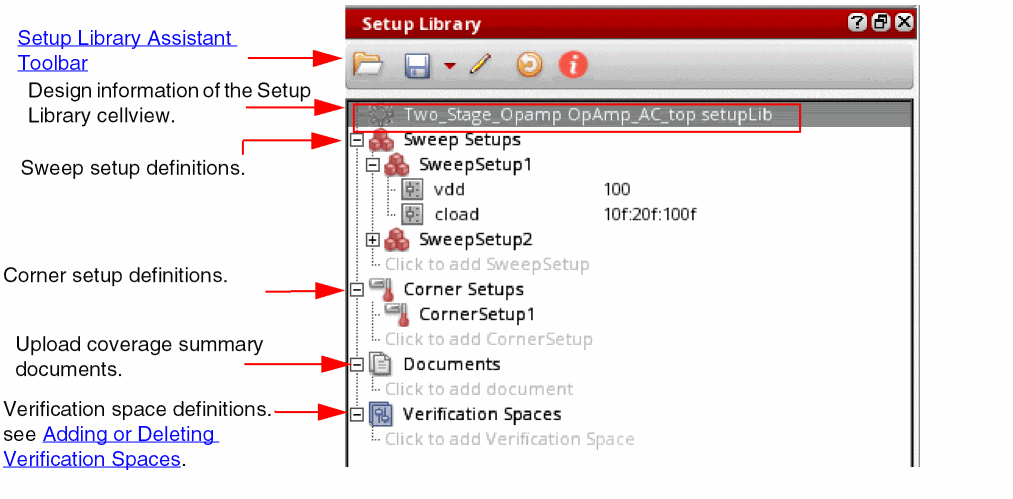 Setup Library
Setup Library Assistant
Toolbar
Design information of the Setup
Library cellview.
Two_Stage_Opamp OpAmp_AC_top setupLib
Sweep setup definitions.
Sweep Setups
SweepSetup1
vdd 100
cload 10f:20f:100f
SweepSetup2
Click to add SweepSetup
Corner setup definitions.
Corner Setups
CornerSetup1
Click to add CornerSetup
Upload coverage summary
documents.
Documents
Click to add document
Verification space definitions.
see Adding or Deleting
Verification Spaces.
Verification Spaces
Click to add Verification Space